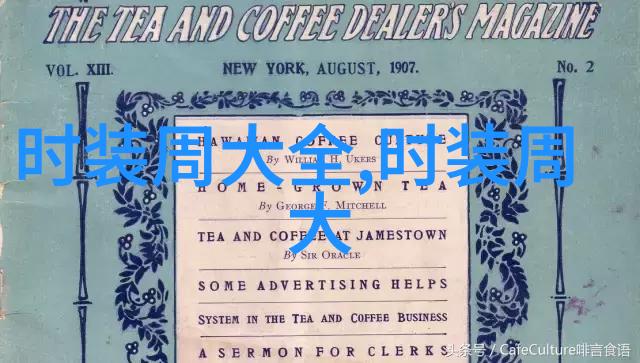 THE TEA AND COFFEE DEALER'S MAGAZINE
VOL. XIII.
NEW YORK, AUGUST, 1907.
No. 2
HAWAIIAN COFFEE CULTURE
By William H. Ukers
时装周大全,时装周
大
HOME-GROWN TEA
By George F. Mitchell
TEA AND COFFEE AT JAMESTOWN
By Sir Oracle
SOME ADVERTISING HELPS
System in the Tea and Coffee Business
A SERMON FOR CLERKS
头条号 / CafeCulture啡言食语